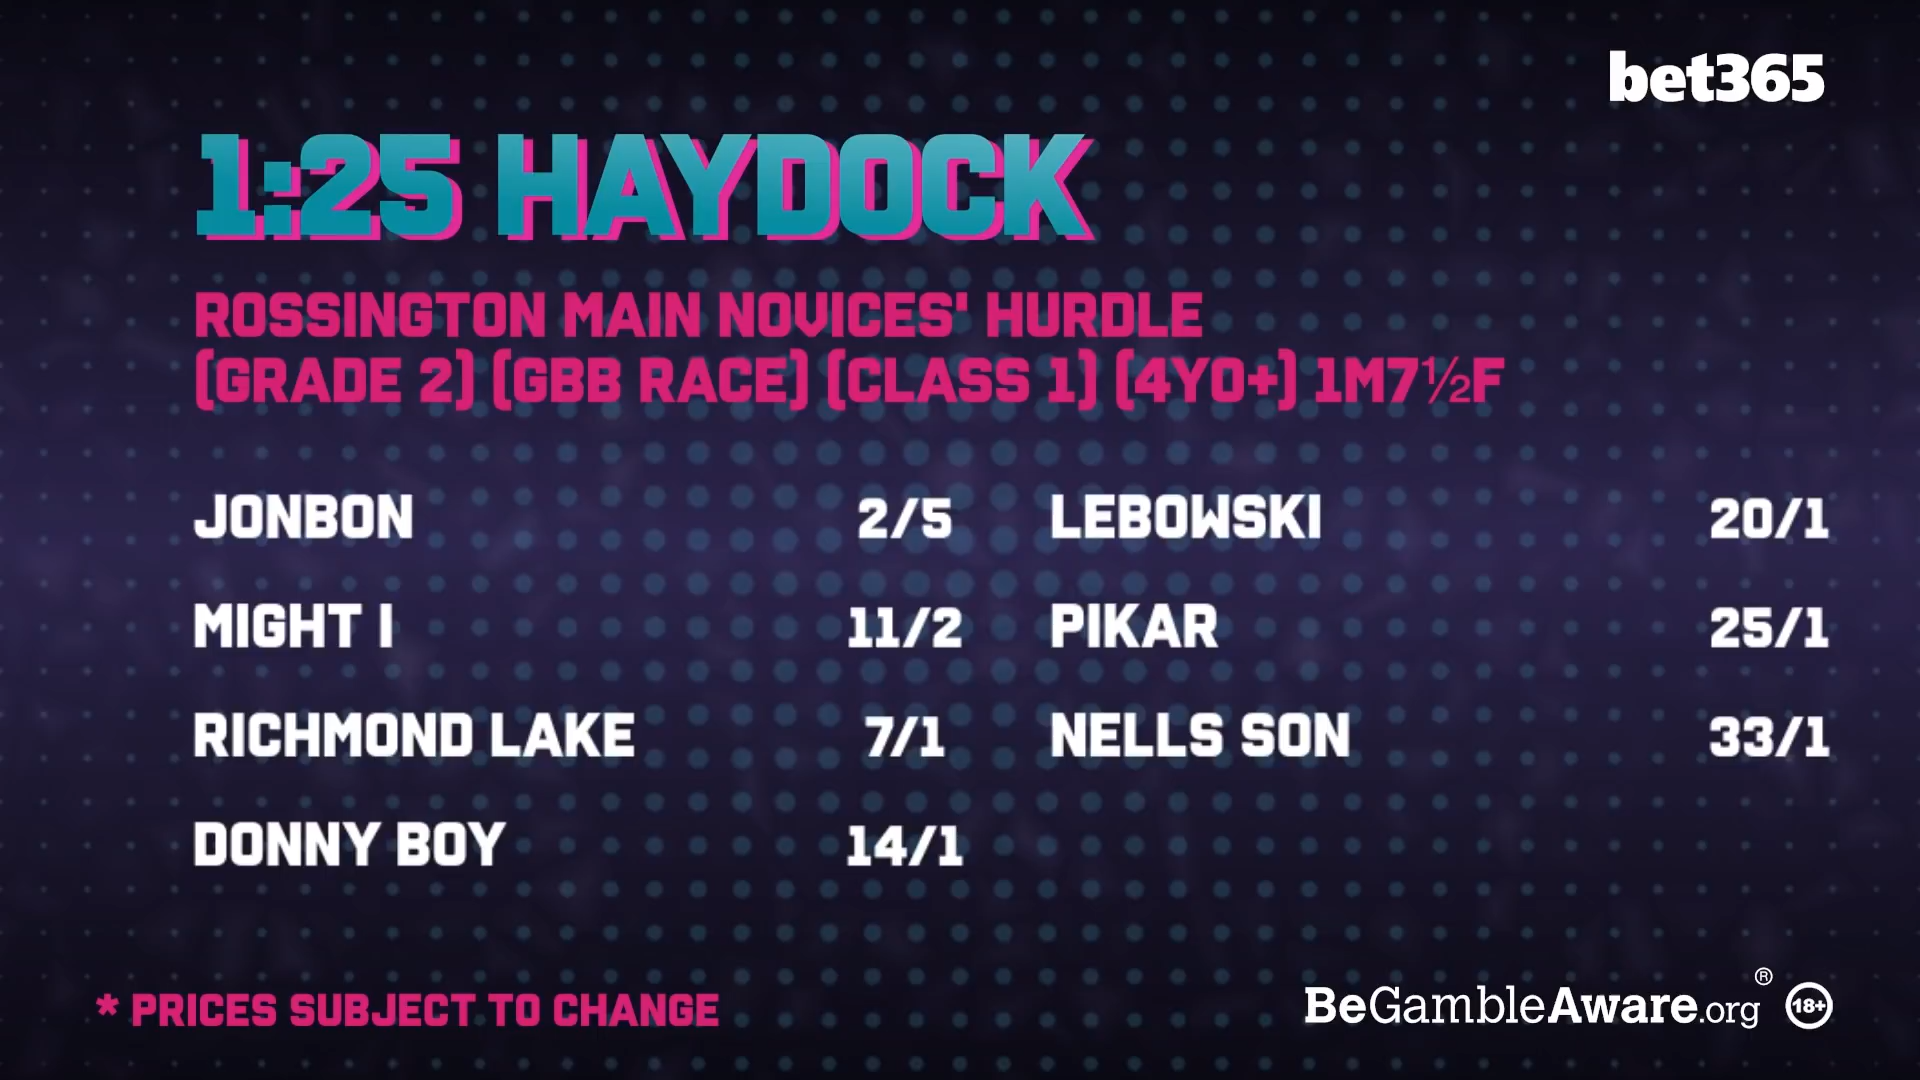 bet365
1:25 HAYDOCK
ROSSINGTON MAIN NOVICES' HURDLE
(GRADE 2) (GBB RACE) (CLASS 1) (4YO+) 1M7½F
JONBON 2/5 LEBOWSKI 20/1
MIGHT I 11/2 PIKAR 25/1
RICHMOND LAKE 7/1 NELLS SON 33/1
DONNY BOY 14/1
* PRICES SUBJECT TO CHANGE
BeGambleAware.org® 18+